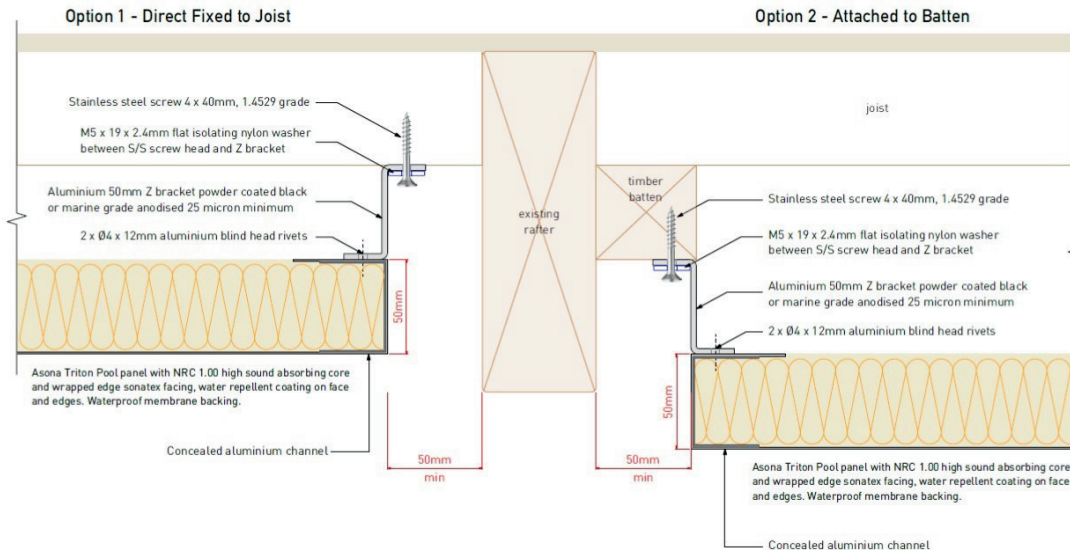 Option 1 - Direct Fixed to Joist
Stainless steel screw 4 x 40mm, 1.4529 grade
M5 x 19 x 2.4mm flat isolating nylon washer
between S/S screw head and Z bracket
Aluminium 50mm Z bracket powder coated black
or marine grade anodised 25 micron minimum
2 x Ø4 x 12mm aluminium blind head rivets
50mm
Asona Triton Pool panel with NRC 1.00 high sound absorbing core
and wrapped edge sonatex facing, water repellent coating on face
and edges. Waterproof membrane backing.
Concealed aluminium channel
50mm
min
existing
rafter
Option 2 - Attached to Batten
joist
timber
batten
Stainless steel screw 4 x 40mm, 1.4529 grade
M5 x 19 x 2.4mm flat isolating nylon washer
between S/S screw head and Z bracket
Aluminium 50mm Z bracket powder coated black
or marine grade anodised 25 micron minimum
2 x Ø4 x 12mm aluminium blind head rivets
50mm
50mm
min
Asona Triton Pool panel with NRC 1.00 high sound absorbing core
and wrapped edge sonatex facing, water repellent coating on face
and edges. Waterproof membrane backing.
Concealed aluminium channel